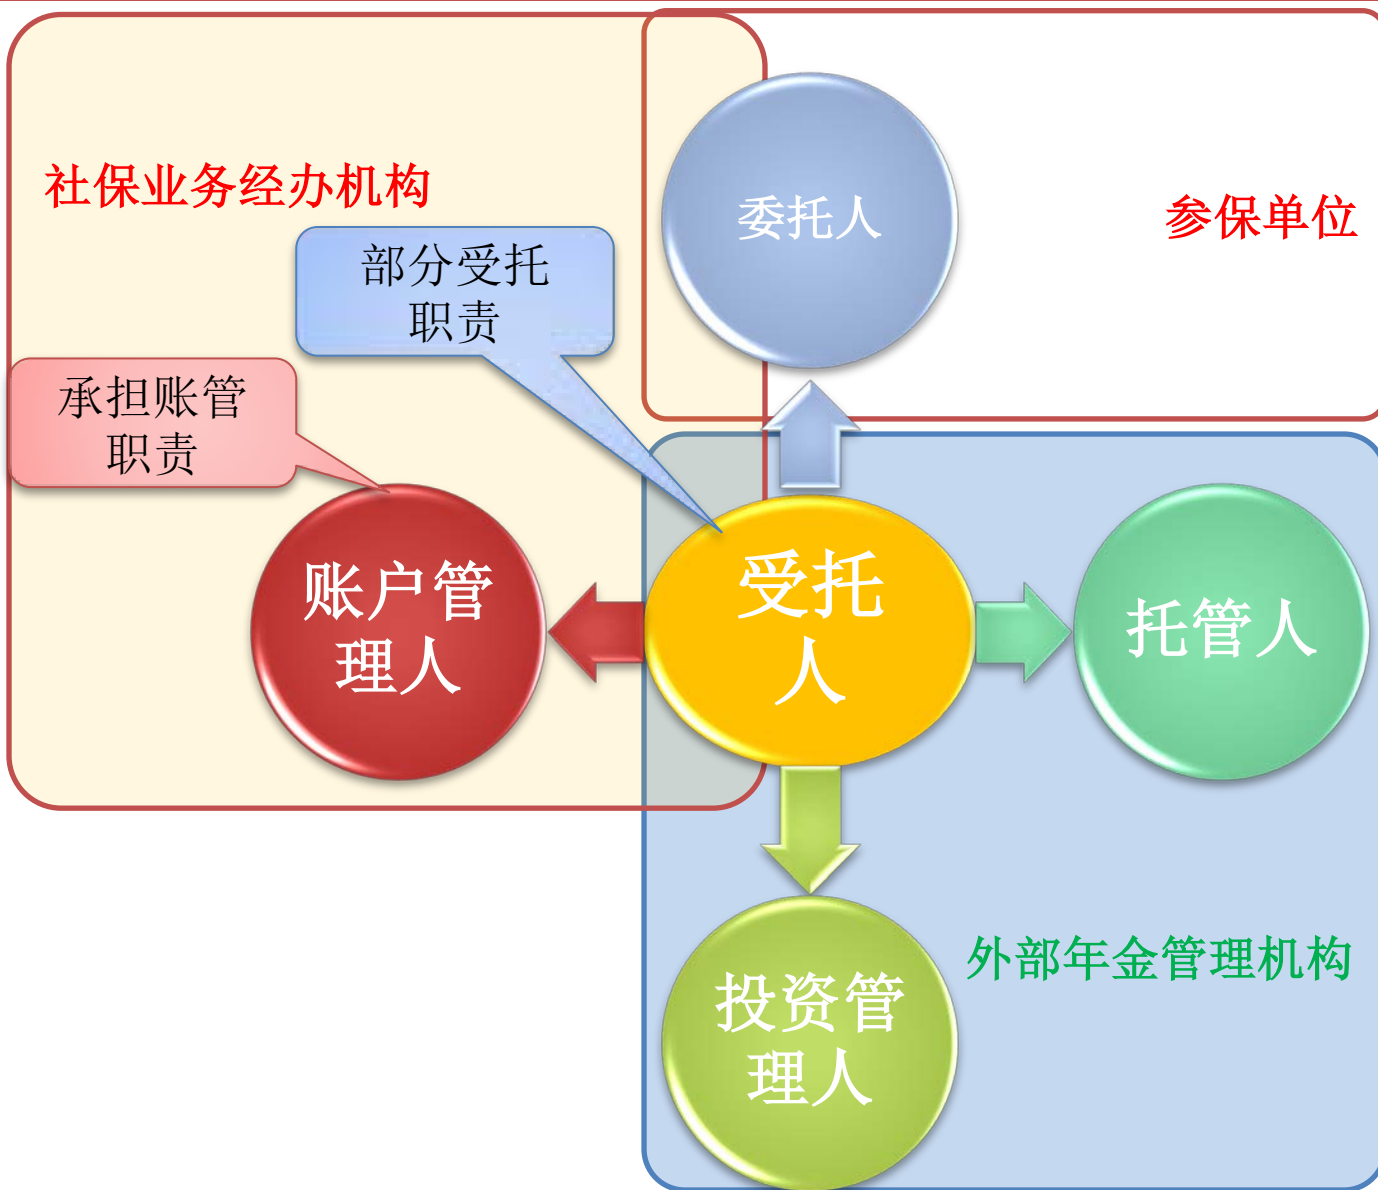 社保业务经办机构
委托人
参保单位
部分受托
职责
承担账管
职责
账户管
理人
受托
人
托管人
投资管
理人
外部年金管理机构